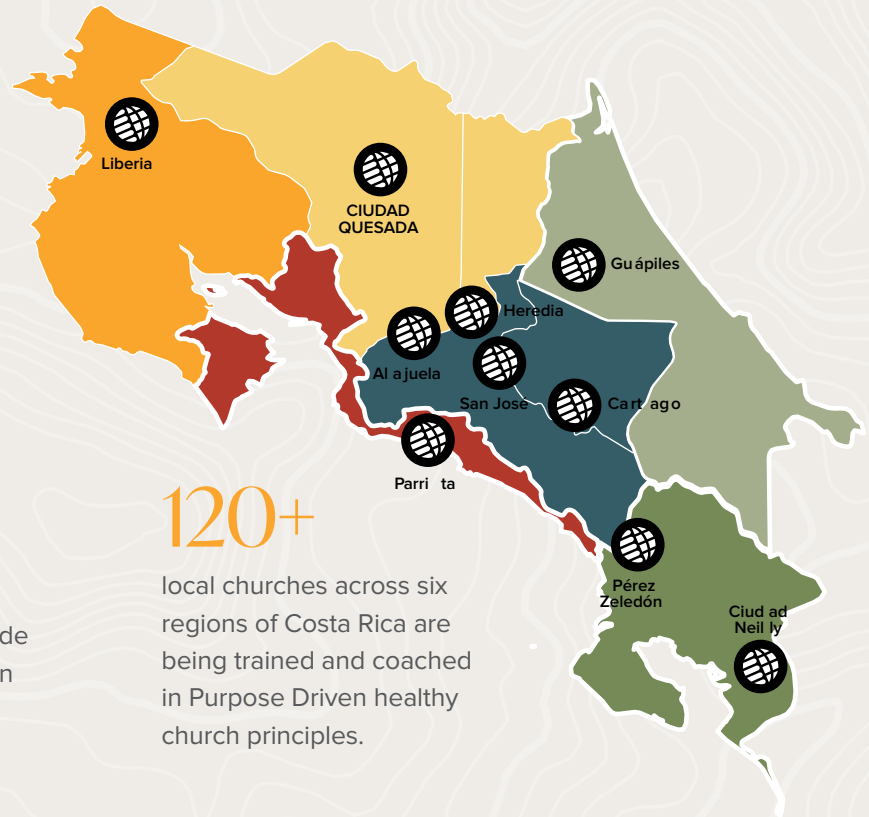 Liberia
CIUDAD
QUESADA
Guápiles
Heredia
Al ajuela
San José
Cart ago
Parri ta
Pérez
Zeledón
Ciud ad
Neil ly
120+
local churches across six
regions of Costa Rica are
being trained and coached
in Purpose Driven healthy
church principles.
de
n